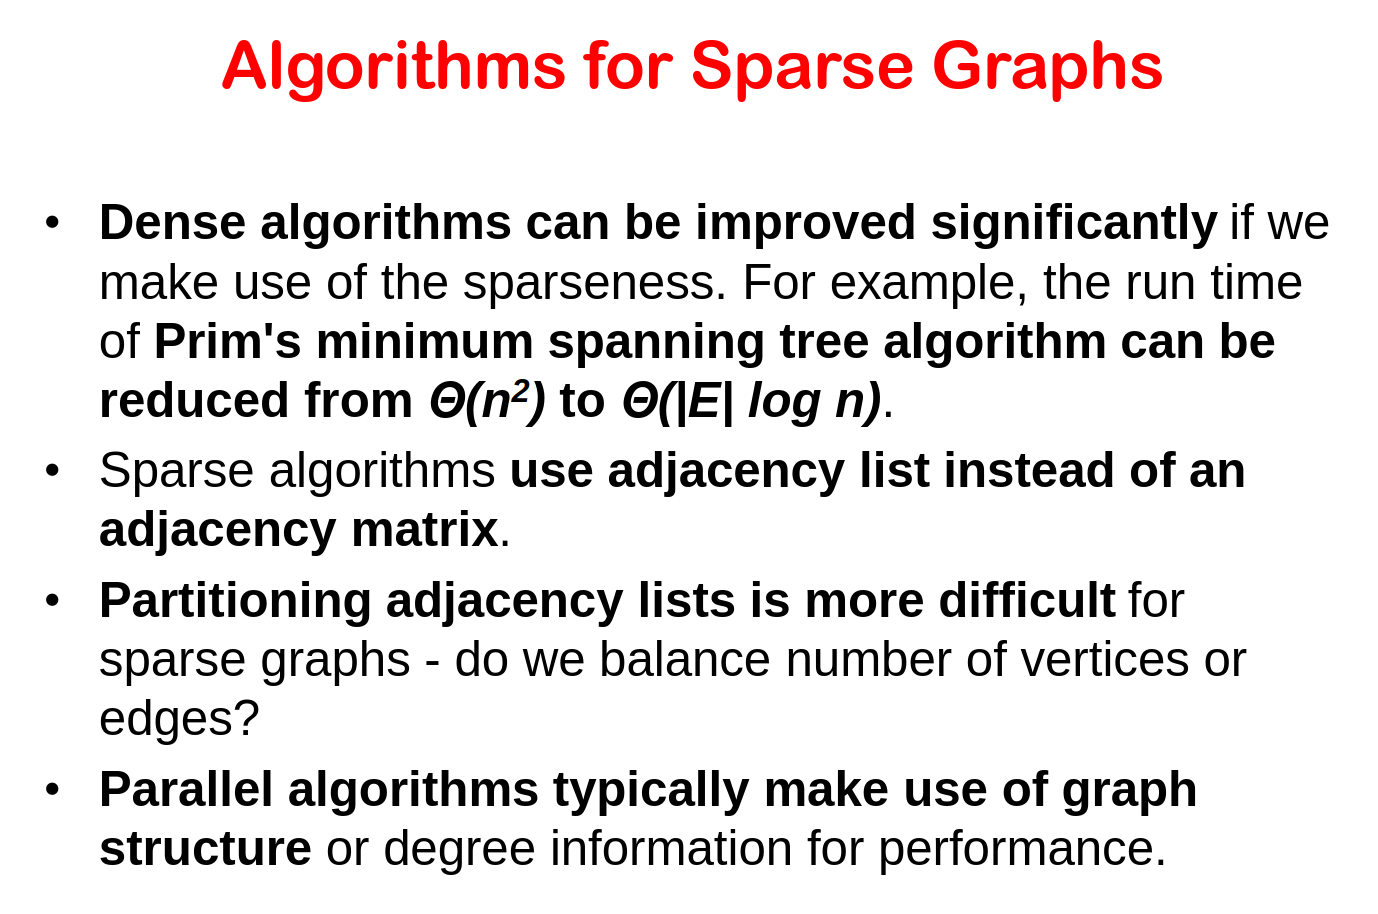 Algorithms for Sparse Graphs
• Dense algorithms can be improved significantly if we
make use of the sparseness. For example, the run time
of Prim's minimum spanning tree algorithm can be
reduced from Θ(n²) to Θ(|E| log n).
• Sparse algorithms use adjacency list instead of an
adjacency matrix.
• Partitioning adjacency lists is more difficult for
sparse graphs - do we balance number of vertices or
edges?
• Parallel algorithms typically make use of graph
structure or degree information for performance.